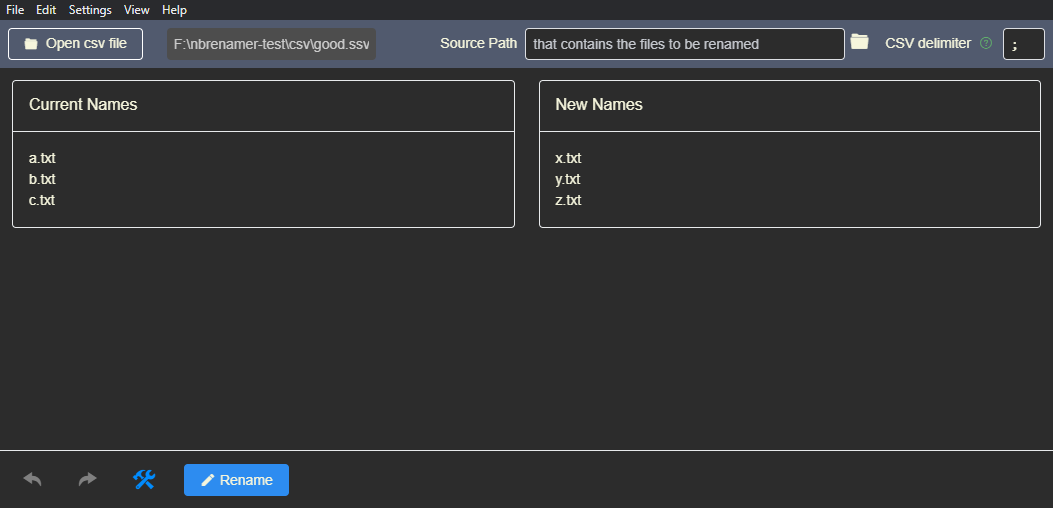 File Edit Settings View Help
Open csv file F:\nbrenamer-test\csv\good.ssv Source Path that contains the files to be renamed CSV delimiter ? ;
Current Names
a.txt
b.txt
c.txt
New Names
x.txt
y.txt
z.txt
Rename